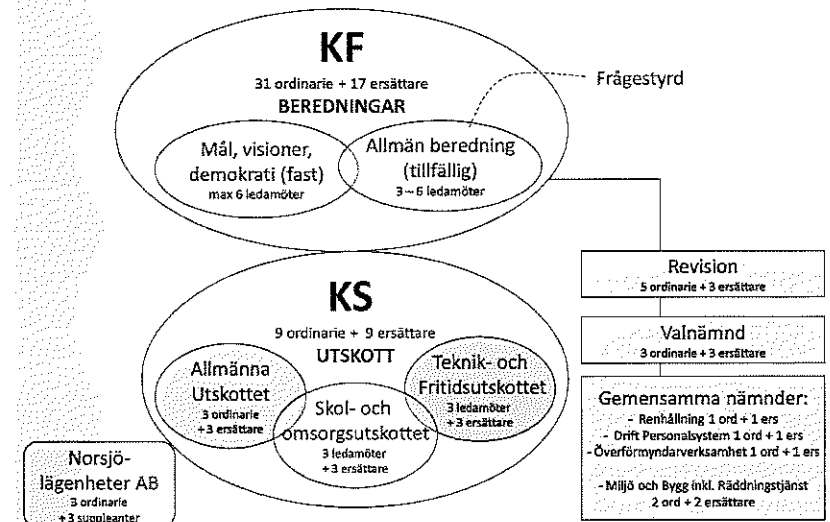 KF
31 ordinarie + 17 ersättare
BEREDNINGAR
Frågestyrd
Mål, visioner,
demokrati (fast)
max 6 ledamöter
Allmän beredning
(tillfällig)
3 – 6 ledamöter
KS
9 ordinarie + 9 ersättare
UTSKOTT
Allmänna
Utskottet
3 ordinarie
+ 3 ersättare
Skol- och
omsorgsutskottet
3 ledamöter
+ 3 ersättare
Teknik- och
Fritidsutskottet
3 ledamöter
+ 3 ersättare
Norsjö-
lägenheter AB
3 ordinarie
+ 3 suppleanter
Revision
5 ordinarie + 3 ersättare
Valnämnd
3 ordinarie + 3 ersättare
Gemensamma nämnder:
- Renhållning 1 ord + 1 ers
- Drift Personalsystem 1 ord + 1 ers
- Överförmyndarverksamhet 1 ord + 1 ers
- Miljö och Bygg inkl. Räddningstjänst
2 ord + 2 ersättare